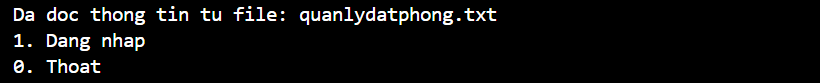 Da doc thong tin tu file: quanlydatphong.txt
1. Dang nhap
0. Thoat